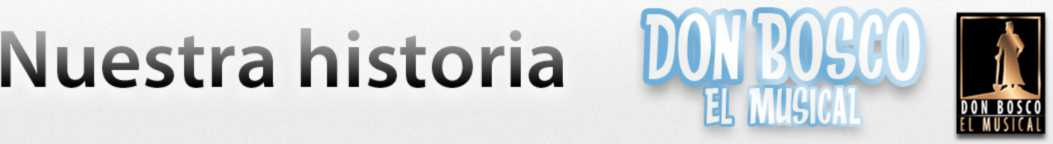 Nuestra historia
DON BOSCO
EL MUSICAL
DON BOSCO
EL MUSICAL